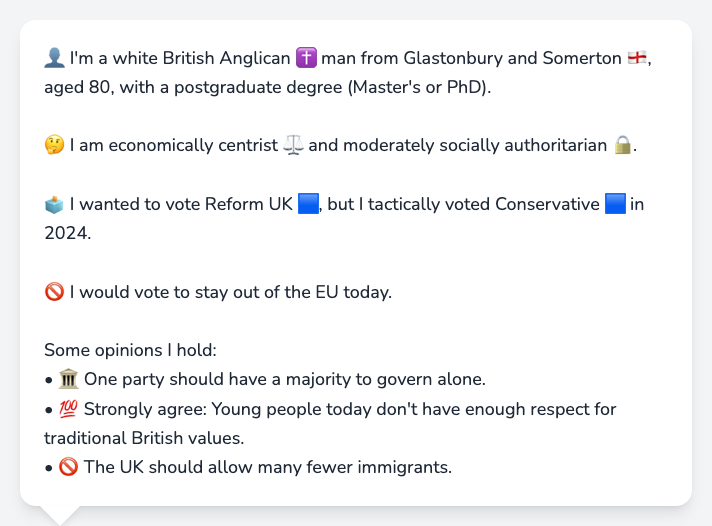 👤 I'm a white British Anglican ✝️ man from Glastonbury and Somerton 🏴󠁧󠁢󠁥󠁮󠁧󠁿,
aged 80, with a postgraduate degree (Master's or PhD).
🤔 I am economically centrist ⚖️ and moderately socially authoritarian 🔒.
🗳️ I wanted to vote Reform UK 🟦, but I tactically voted Conservative 🟦 in
2024.
🚫 I would vote to stay out of the EU today.
Some opinions I hold:
• 🏛️ One party should have a majority to govern alone.
• 💯 Strongly agree: Young people today don't have enough respect for
traditional British values.
• 🚫 The UK should allow many fewer immigrants.